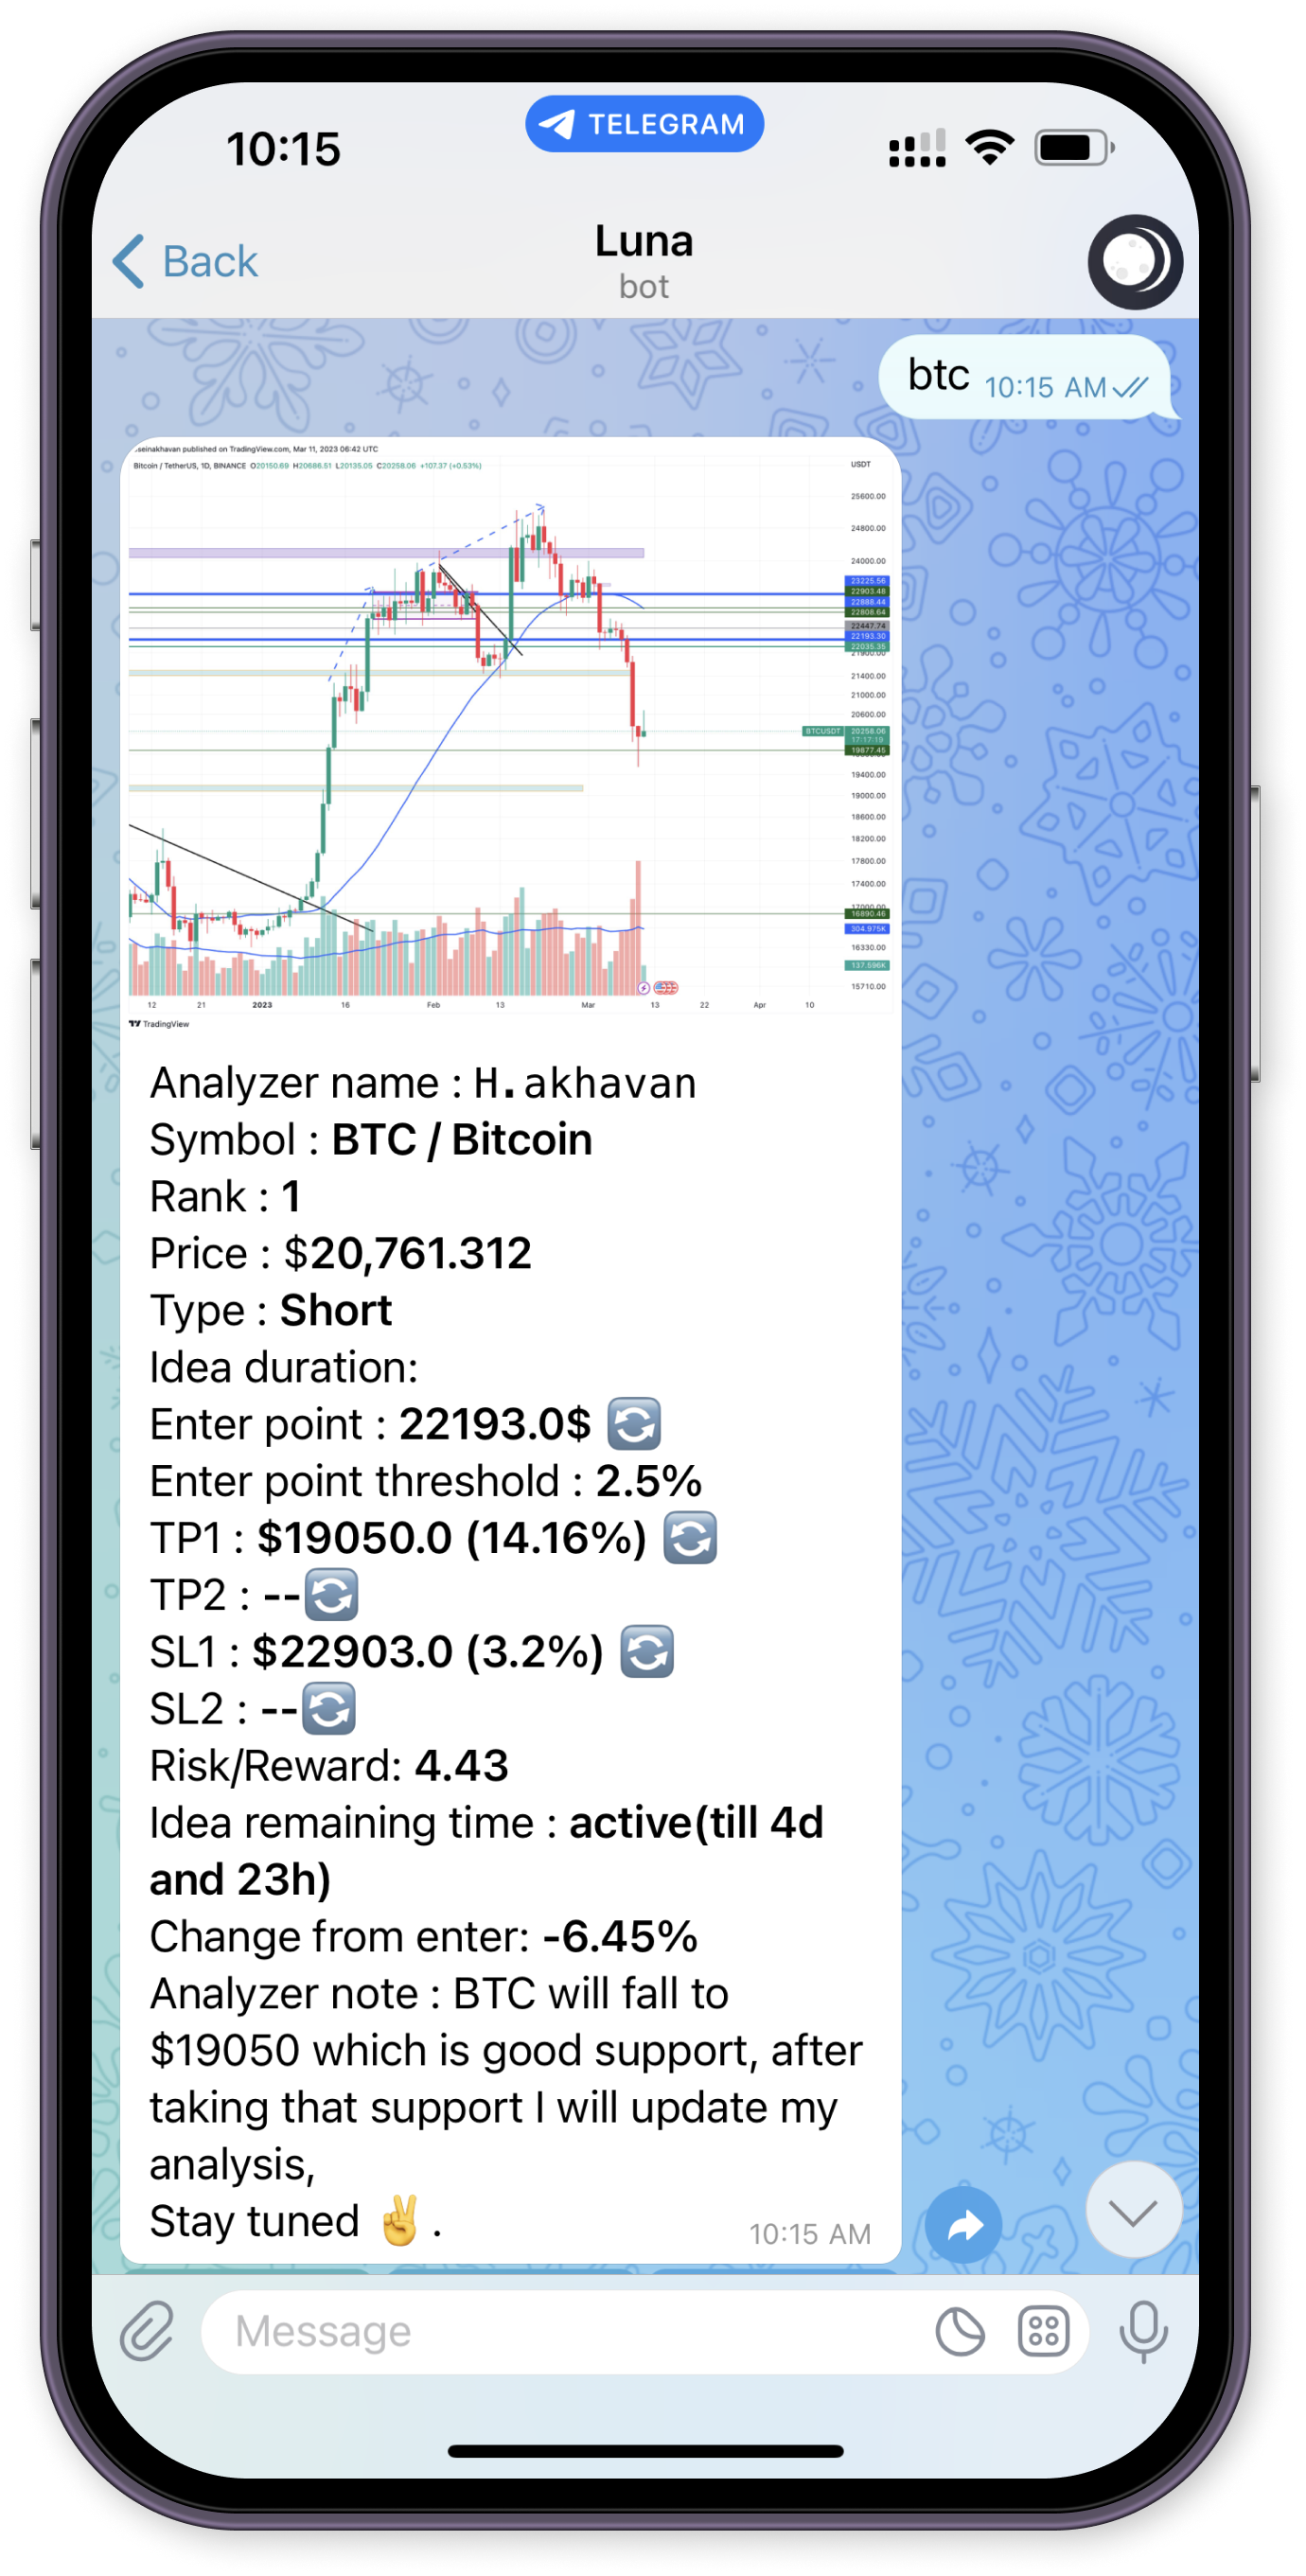 10:15
TELEGRAM
Back
Luna
bot
btc 10:15 AM
seinakhavan published on TradingView.com, Mar 11, 2023 06:42 UTC
Bitcoin / TetherUS, 1D, BINANCE O20150.69 H20686.51 L20135.05 C20258.06 +107.37 (+0.53%)
USDT
25600.00
24800.00
24000.00
23225.56
22903.48
22888.44
22808.64
22447.74
22193.30
22035.35
21900.00
21400.00
21000.00
20600.00
BTCUSDT 20258.06
17:17:19
19877.45
19400.00
19000.00
18600.00
18200.00
17800.00
17400.00
17000.00
16890.46
304.975K
16330.00
137.596K
15710.00
12 21 2023 16 Feb 13 Mar 13 22 Apr 10
TradingView
Analyzer name : H.akhavan
Symbol : BTC / Bitcoin
Rank : 1
Price : $20,761.312
Type : Short
Idea duration:
Enter point : 22193.0$ 🔄
Enter point threshold : 2.5%
TP1 : $19050.0 (14.16%) 🔄
TP2 : --🔄
SL1 : $22903.0 (3.2%) 🔄
SL2 : --🔄
Risk/Reward: 4.43
Idea remaining time : active(till 4d
and 23h)
Change from enter: -6.45%
Analyzer note : BTC will fall to
$19050 which is good support, after
taking that support I will update my
analysis,
Stay tuned ✌️ .
10:15 AM
Message